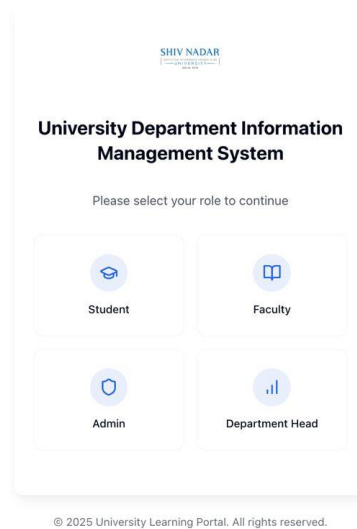 SHIV NADAR
UNIVERSITY
University Department Information
Management System
Please select your role to continue
Student
Faculty
Admin
Department Head
© 2025 University Learning Portal. All rights reserved.